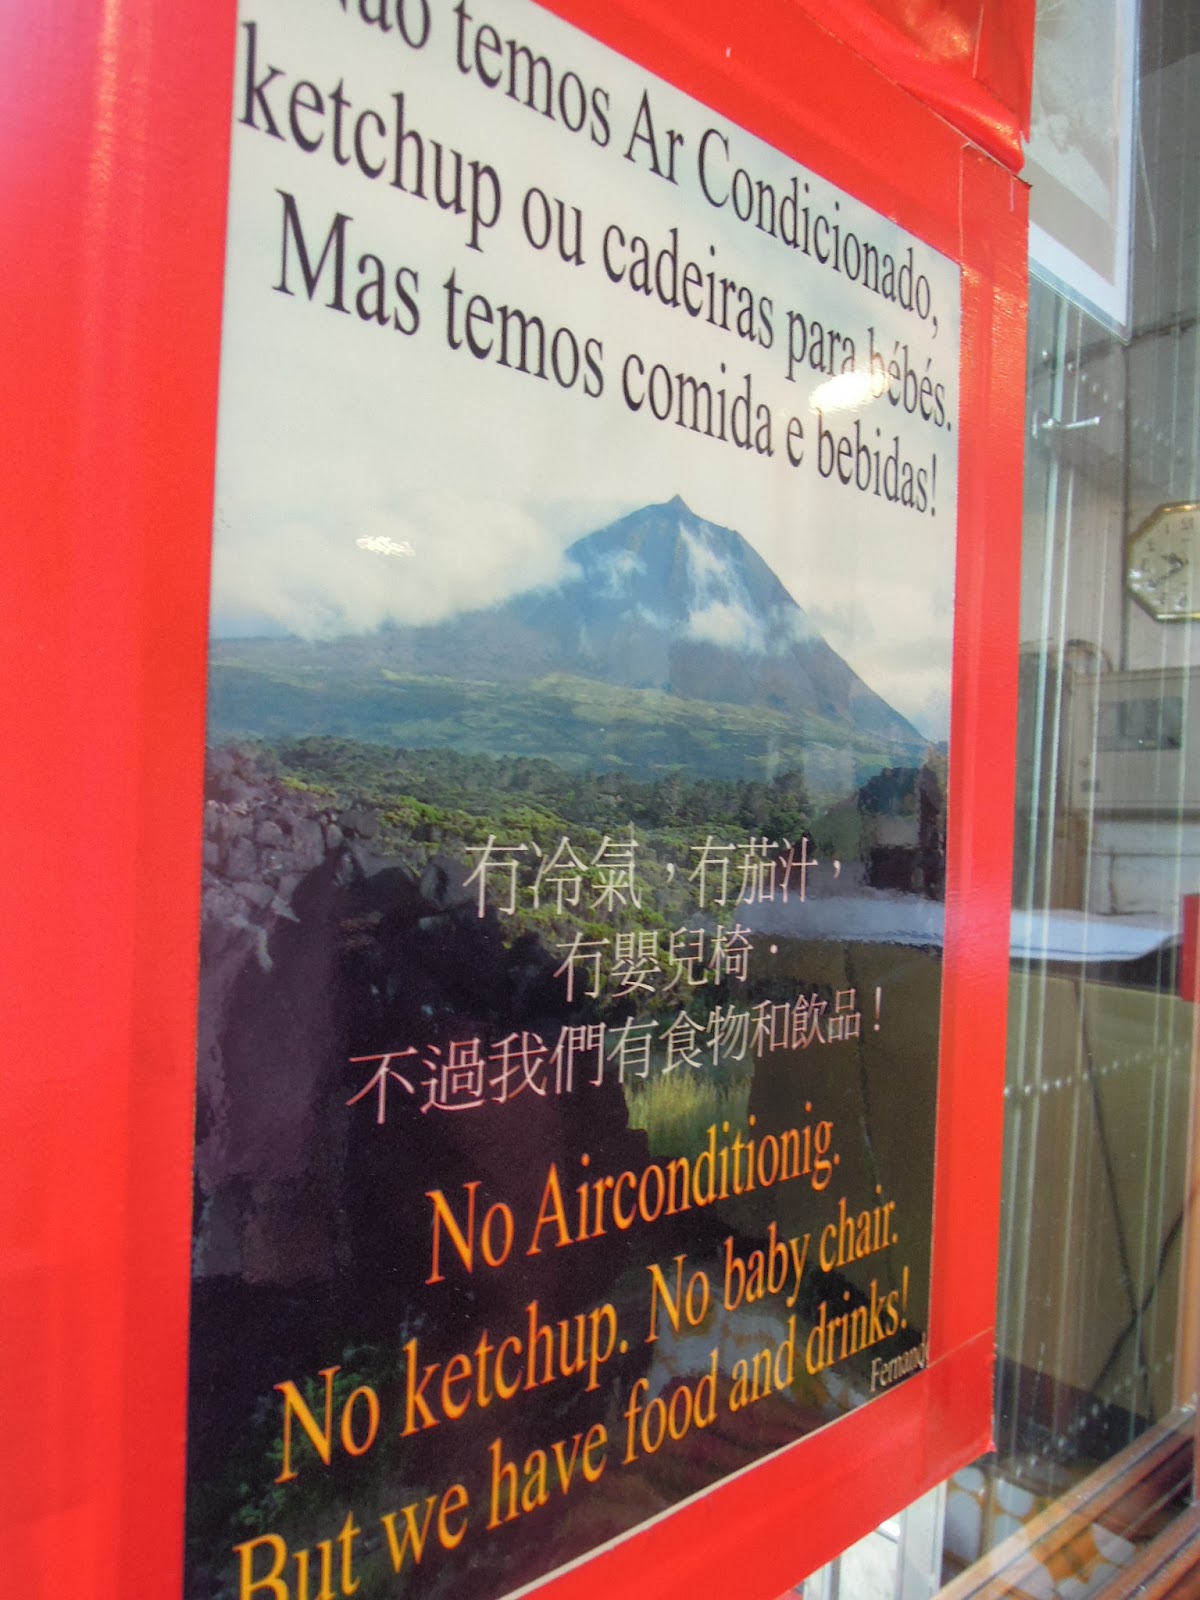 Não temos Ar Condicionado,
ketchup ou cadeiras para bébés.
Mas temos comida e bebidas!
冇冷氣，冇茄汁，
冇嬰兒椅．
不過我們有食物和飲品！
No Airconditionig.
No ketchup. No baby chair.
But we have food and drinks!